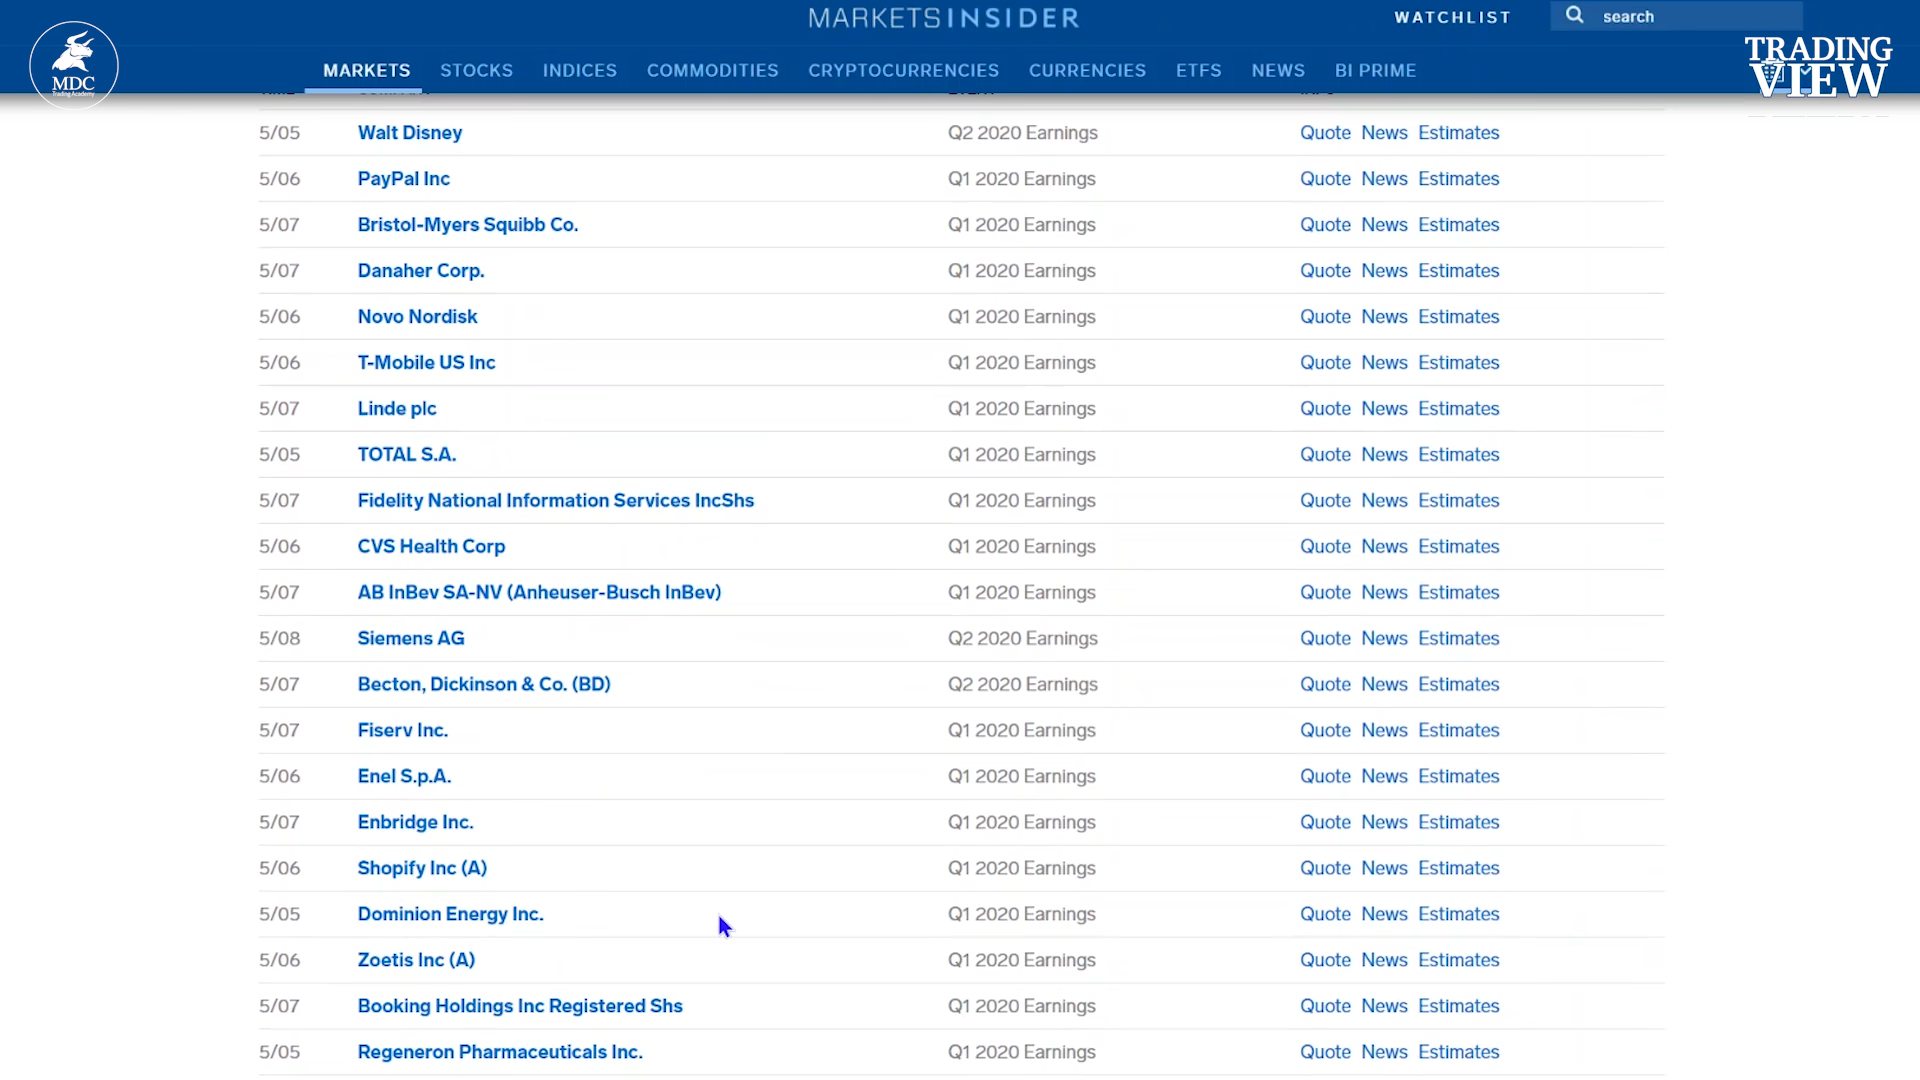 MARKETS INSIDER
WATCHLIST
search
MDC
Trading Academy
TRADING
VIEW
MARKETS STOCKS INDICES COMMODITIES CRYPTOCURRENCIES CURRENCIES ETFS NEWS BI PRIME
5/05 Walt Disney Q2 2020 Earnings Quote News Estimates
5/06 PayPal Inc Q1 2020 Earnings Quote News Estimates
5/07 Bristol-Myers Squibb Co. Q1 2020 Earnings Quote News Estimates
5/07 Danaher Corp. Q1 2020 Earnings Quote News Estimates
5/06 Novo Nordisk Q1 2020 Earnings Quote News Estimates
5/06 T-Mobile US Inc Q1 2020 Earnings Quote News Estimates
5/07 Linde plc Q1 2020 Earnings Quote News Estimates
5/05 TOTAL S.A. Q1 2020 Earnings Quote News Estimates
5/07 Fidelity National Information Services IncShs Q1 2020 Earnings Quote News Estimates
5/06 CVS Health Corp Q1 2020 Earnings Quote News Estimates
5/07 AB InBev SA-NV (Anheuser-Busch InBev) Q1 2020 Earnings Quote News Estimates
5/08 Siemens AG Q2 2020 Earnings Quote News Estimates
5/07 Becton, Dickinson & Co. (BD) Q2 2020 Earnings Quote News Estimates
5/07 Fiserv Inc. Q1 2020 Earnings Quote News Estimates
5/06 Enel S.p.A. Q1 2020 Earnings Quote News Estimates
5/07 Enbridge Inc. Q1 2020 Earnings Quote News Estimates
5/06 Shopify Inc (A) Q1 2020 Earnings Quote News Estimates
5/05 Dominion Energy Inc. Q1 2020 Earnings Quote News Estimates
5/06 Zoetis Inc (A) Q1 2020 Earnings Quote News Estimates
5/07 Booking Holdings Inc Registered Shs Q1 2020 Earnings Quote News Estimates
5/05 Regeneron Pharmaceuticals Inc. Q1 2020 Earnings Quote News Estimates